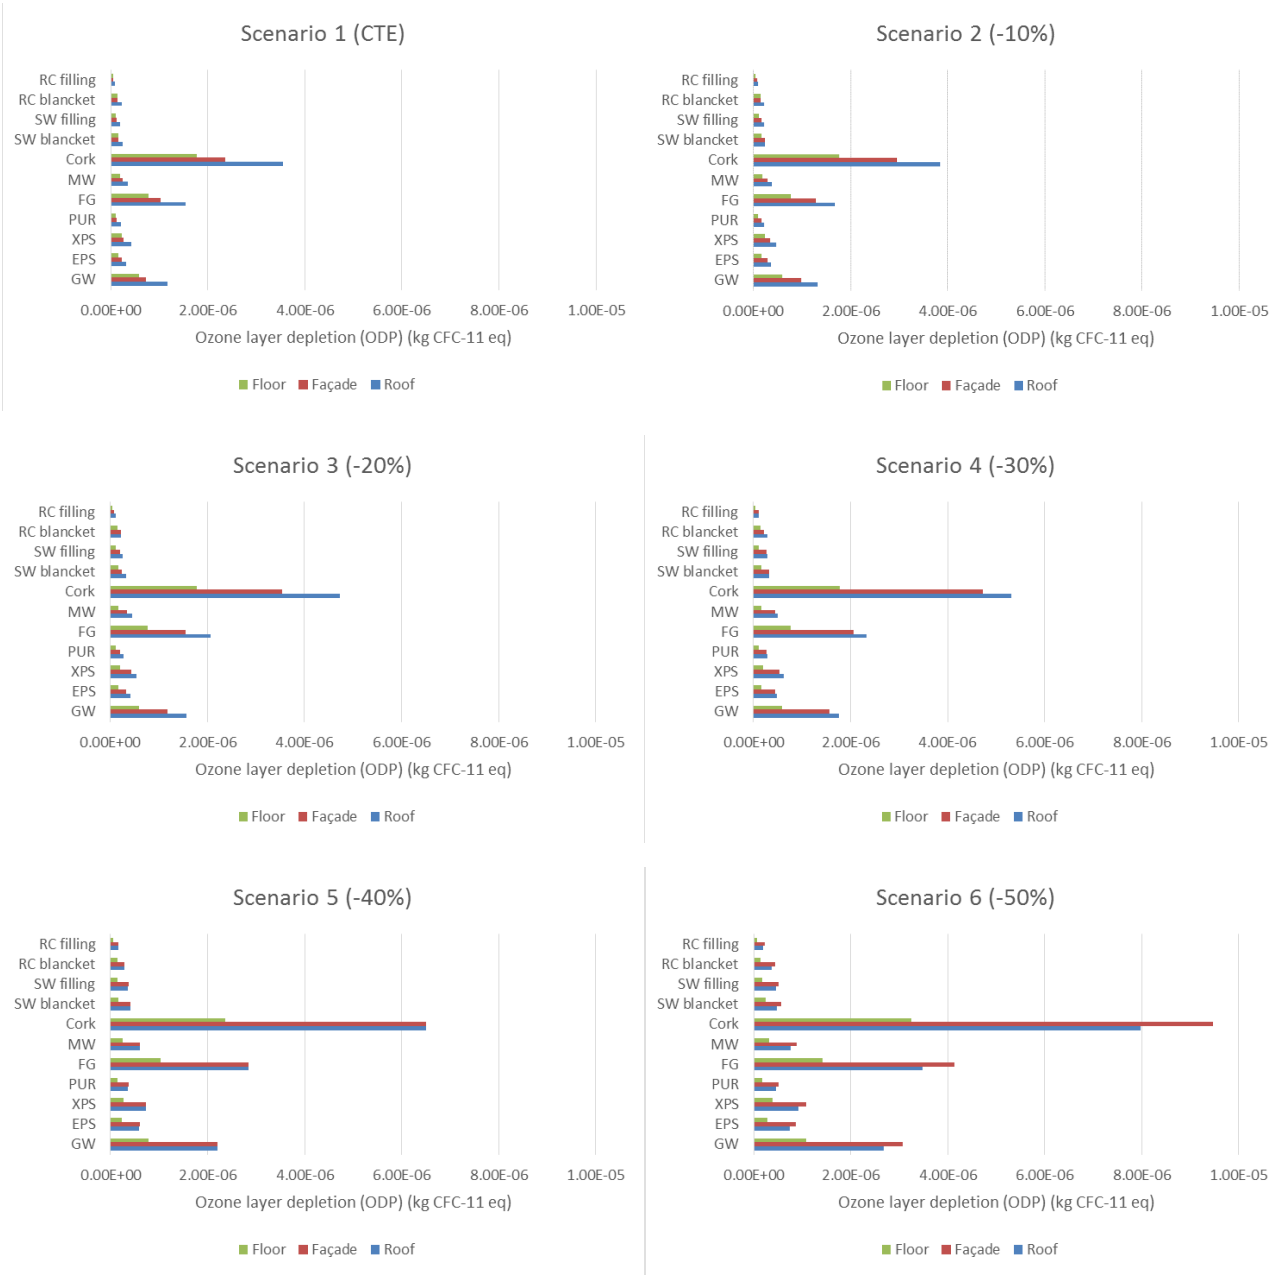 Scenario 1 (CTE)
RC filling
RC blancket
SW filling
SW blancket
Cork
MW
FG
PUR
XPS
EPS
GW
0.00E+00 2.00E-06 4.00E-06 6.00E-06 8.00E-06 1.00E-05
Ozone layer depletion (ODP) (kg CFC-11 eq)
Floor Façade Roof
Scenario 2 (-10%)
RC filling
RC blancket
SW filling
SW blancket
Cork
MW
FG
PUR
XPS
EPS
GW
0.00E+00 2.00E-06 4.00E-06 6.00E-06 8.00E-06 1.00E-05
Ozone layer depletion (ODP) (kg CFC-11 eq)
Floor Façade Roof
Scenario 3 (-20%)
RC filling
RC blancket
SW filling
SW blancket
Cork
MW
FG
PUR
XPS
EPS
GW
0.00E+00 2.00E-06 4.00E-06 6.00E-06 8.00E-06 1.00E-05
Ozone layer depletion (ODP) (kg CFC-11 eq)
Floor Façade Roof
Scenario 4 (-30%)
RC filling
RC blancket
SW filling
SW blancket
Cork
MW
FG
PUR
XPS
EPS
GW
0.00E+00 2.00E-06 4.00E-06 6.00E-06 8.00E-06 1.00E-05
Ozone layer depletion (ODP) (kg CFC-11 eq)
Floor Façade Roof
Scenario 5 (-40%)
RC filling
RC blancket
SW filling
SW blancket
Cork
MW
FG
PUR
XPS
EPS
GW
0.00E+00 2.00E-06 4.00E-06 6.00E-06 8.00E-06 1.00E-05
Ozone layer depletion (ODP) (kg CFC-11 eq)
Floor Façade Roof
Scenario 6 (-50%)
RC filling
RC blancket
SW filling
SW blancket
Cork
MW
FG
PUR
XPS
EPS
GW
0.00E+00 2.00E-06 4.00E-06 6.00E-06 8.00E-06 1.00E-05
Ozone layer depletion (ODP) (kg CFC-11 eq)
Floor Façade Roof